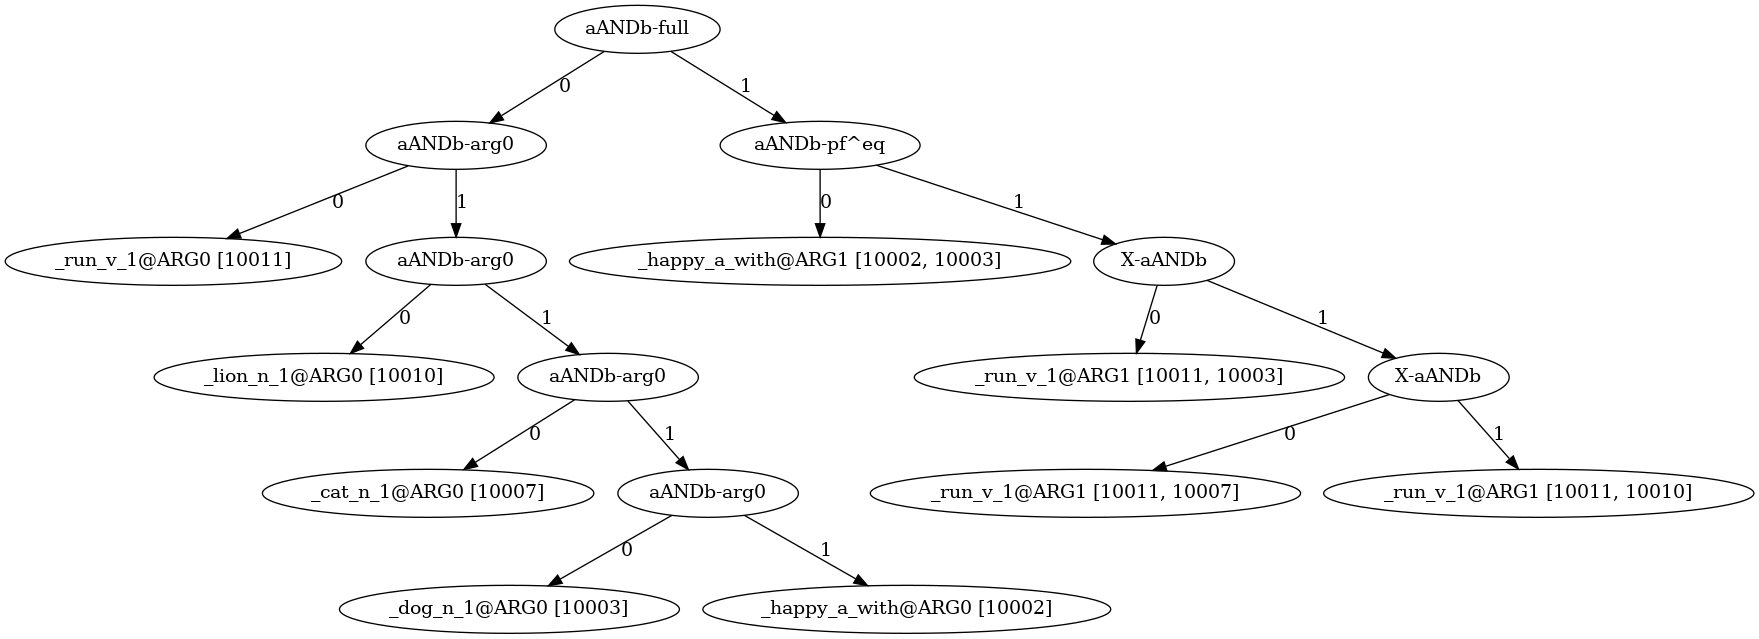 aANDb-full
0 1
aANDb-arg0 aANDb-pf^eq
0 1 0 1
_run_v_1@ARG0 [10011] aANDb-arg0 _happy_a_with@ARG1 [10002, 10003] X-aANDb
0 1 0 1
_lion_n_1@ARG0 [10010] aANDb-arg0 _run_v_1@ARG1 [10011, 10003] X-aANDb
0 1 0 1
_cat_n_1@ARG0 [10007] aANDb-arg0 _run_v_1@ARG1 [10011, 10007] _run_v_1@ARG1 [10011, 10010]
0 1
_dog_n_1@ARG0 [10003] _happy_a_with@ARG0 [10002]